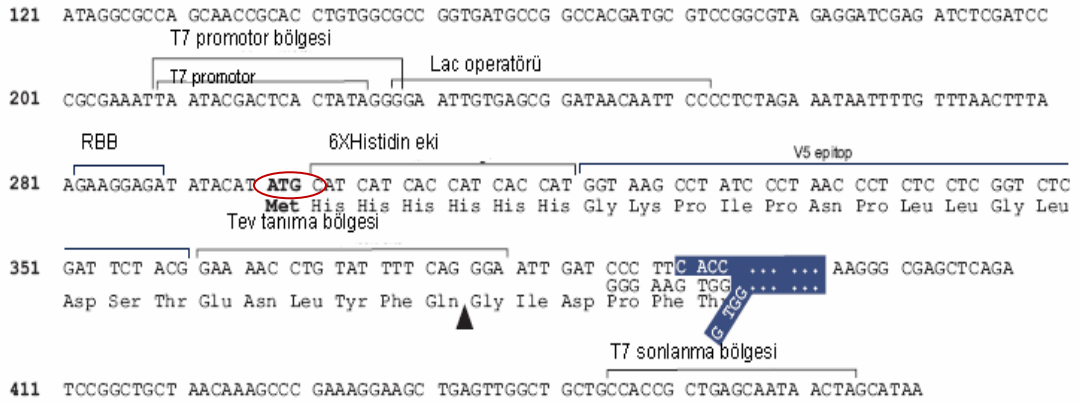 121 ATAGGCGCCA GCAACCGCAC CTGTGGCGCC GGTGATGCCG GCCACGATGC GTCCGGCGTA GAGGATCGAG ATCTCGATCC
T7 promotor bölgesi
T7 promotor
Lac operatörü
201 CGCGAAATTA ATACGACTCA CTATAGGGGA ATTGTGAGCG GATAACAATT CCCCTCTAGA AATAATTTTG TTTAACTTTA
RBB
6XHistidin eki
V5 epitop
281 AGAAGGAGAT ATACAT ATG CAT CAT CAC CAT CAC CAT GGT AAG CCT ATC CCT AAC CCT CTC CTC GGT CTC
Met His His His His His His Gly Lys Pro Ile Pro Asn Pro Leu Leu Gly Leu
Tev tanıma bölgesi
351 GAT TCT ACG GAA AAC CTG TAT TTT CAG GGA ATT GAT CCC TTC ACC ... ... AAGGG CGAGCTCAGA
GGG AAG TGG ... ...
Asp Ser Thr Glu Asn Leu Tyr Phe Gln Gly Ile Asp Pro Phe Thr
G TGG
T7 sonlanma bölgesi
411 TCCGGCTGCT AACAAAGCCC GAAAGGAAGC TGAGTTGGCT GCTGCCACCG CTGAGCAATA ACTAGCATAA